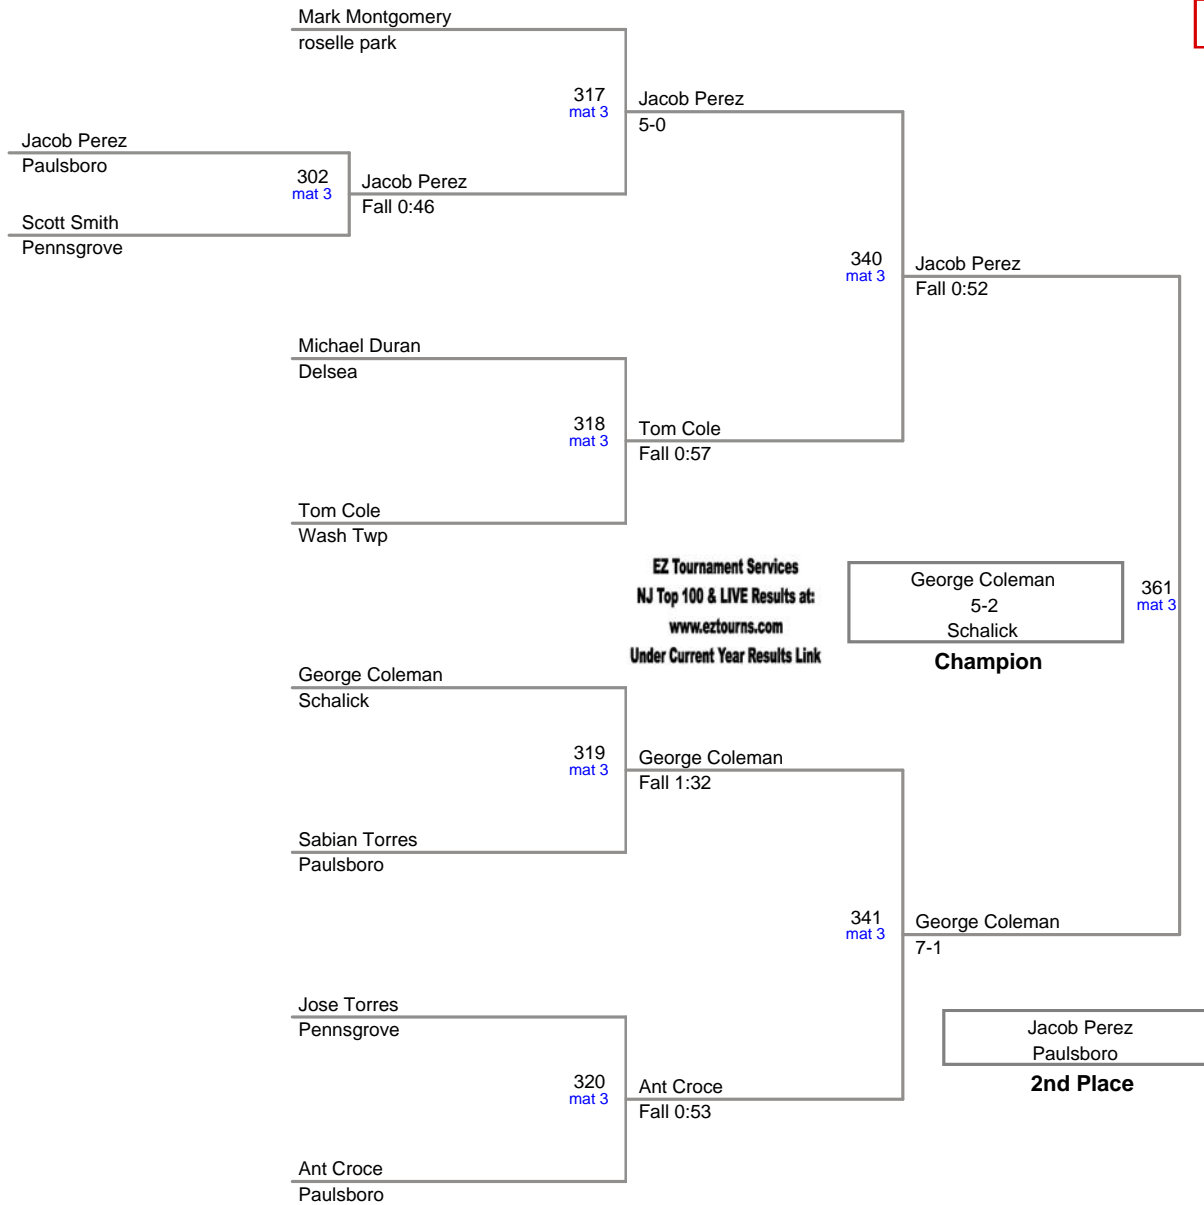 Mark Montgomery
roselle park
317
mat 3
Jacob Perez
5-0
Jacob Perez
Paulsboro
302
mat 3
Jacob Perez
Fall 0:46
Scott Smith
Pennsgrove
340
mat 3
Jacob Perez
Fall 0:52
Michael Duran
Delsea
318
mat 3
Tom Cole
Fall 0:57
Tom Cole
Wash Twp
EZ Tournament Services
NJ Top 100 & LIVE Results at:
www.eztourns.com
Under Current Year Results Link
George Coleman
5-2
Schalick
Champion
361
mat 3
George Coleman
Schalick
319
mat 3
George Coleman
Fall 1:32
Sabian Torres
Paulsboro
341
mat 3
George Coleman
7-1
Jose Torres
Pennsgrove
320
mat 3
Ant Croce
Fall 0:53
Jacob Perez
Paulsboro
2nd Place
Ant Croce
Paulsboro